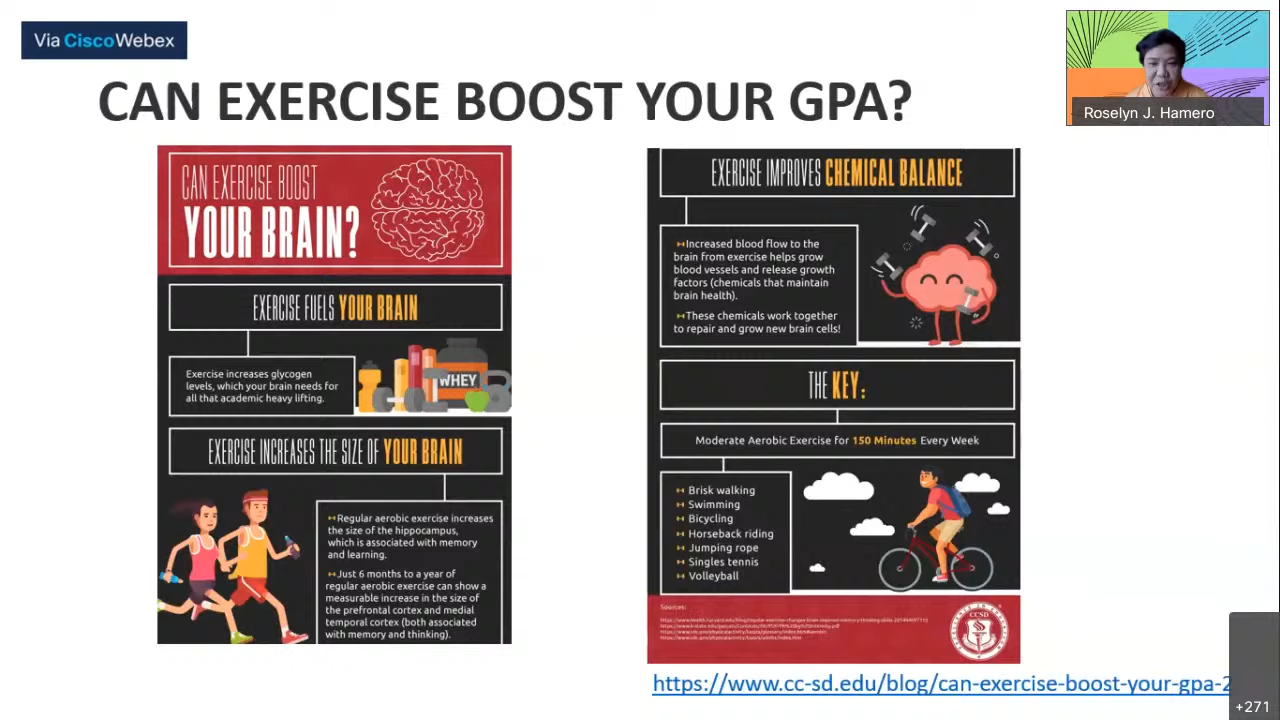 Via CiscoWebex
CAN EXERCISE BOOST YOUR GPA?
Roselyn J. Hamero
CAN EXERCISE BOOST
YOUR BRAIN?
EXERCISE FUELS YOUR BRAIN
Exercise increases glycogen
levels, which your brain needs for
all that academic heavy lifting.
WHEY
EXERCISE INCREASES THE SIZE OF YOUR BRAIN
Regular aerobic exercise increases
the size of the hippocampus,
which is associated with memory
and learning.
Just 6 months to a year of
regular aerobic exercise can show a
measurable increase in the size of
the prefrontal cortex and medial
temporal cortex (both associated
with memory and thinking).
EXERCISE IMPROVES CHEMICAL BALANCE
Increased blood flow to the
brain from exercise helps grow
blood vessels and release growth
factors (chemicals that maintain
brain health).
These chemicals work together
to repair and grow new brain cells!
THE KEY:
Moderate Aerobic Exercise for 150 Minutes Every Week
Brisk walking
Swimming
Bicycling
Horseback riding
Jumping rope
Singles tennis
Volleyball
Sources:
CCSD
https://www.cc-sd.edu/blog/can-exercise-boost-your-gpa-2
+271